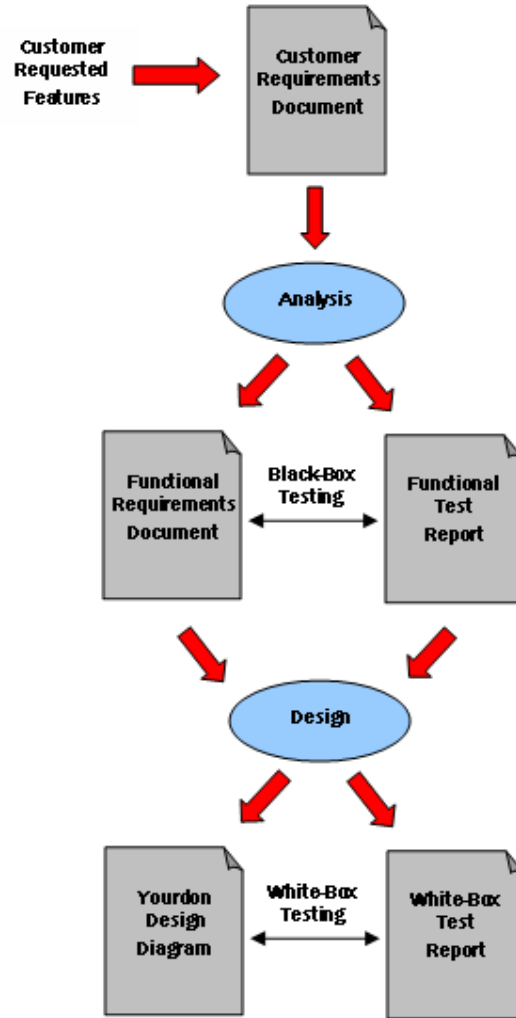 Customer
Requested
Features
Customer
Requirements
Document
Analysis
Functional
Requirements
Document
Black-Box
Testing
Functional
Test
Report
Design
Yourdon
Design
Diagram
White-Box
Testing
White-Box
Test
Report